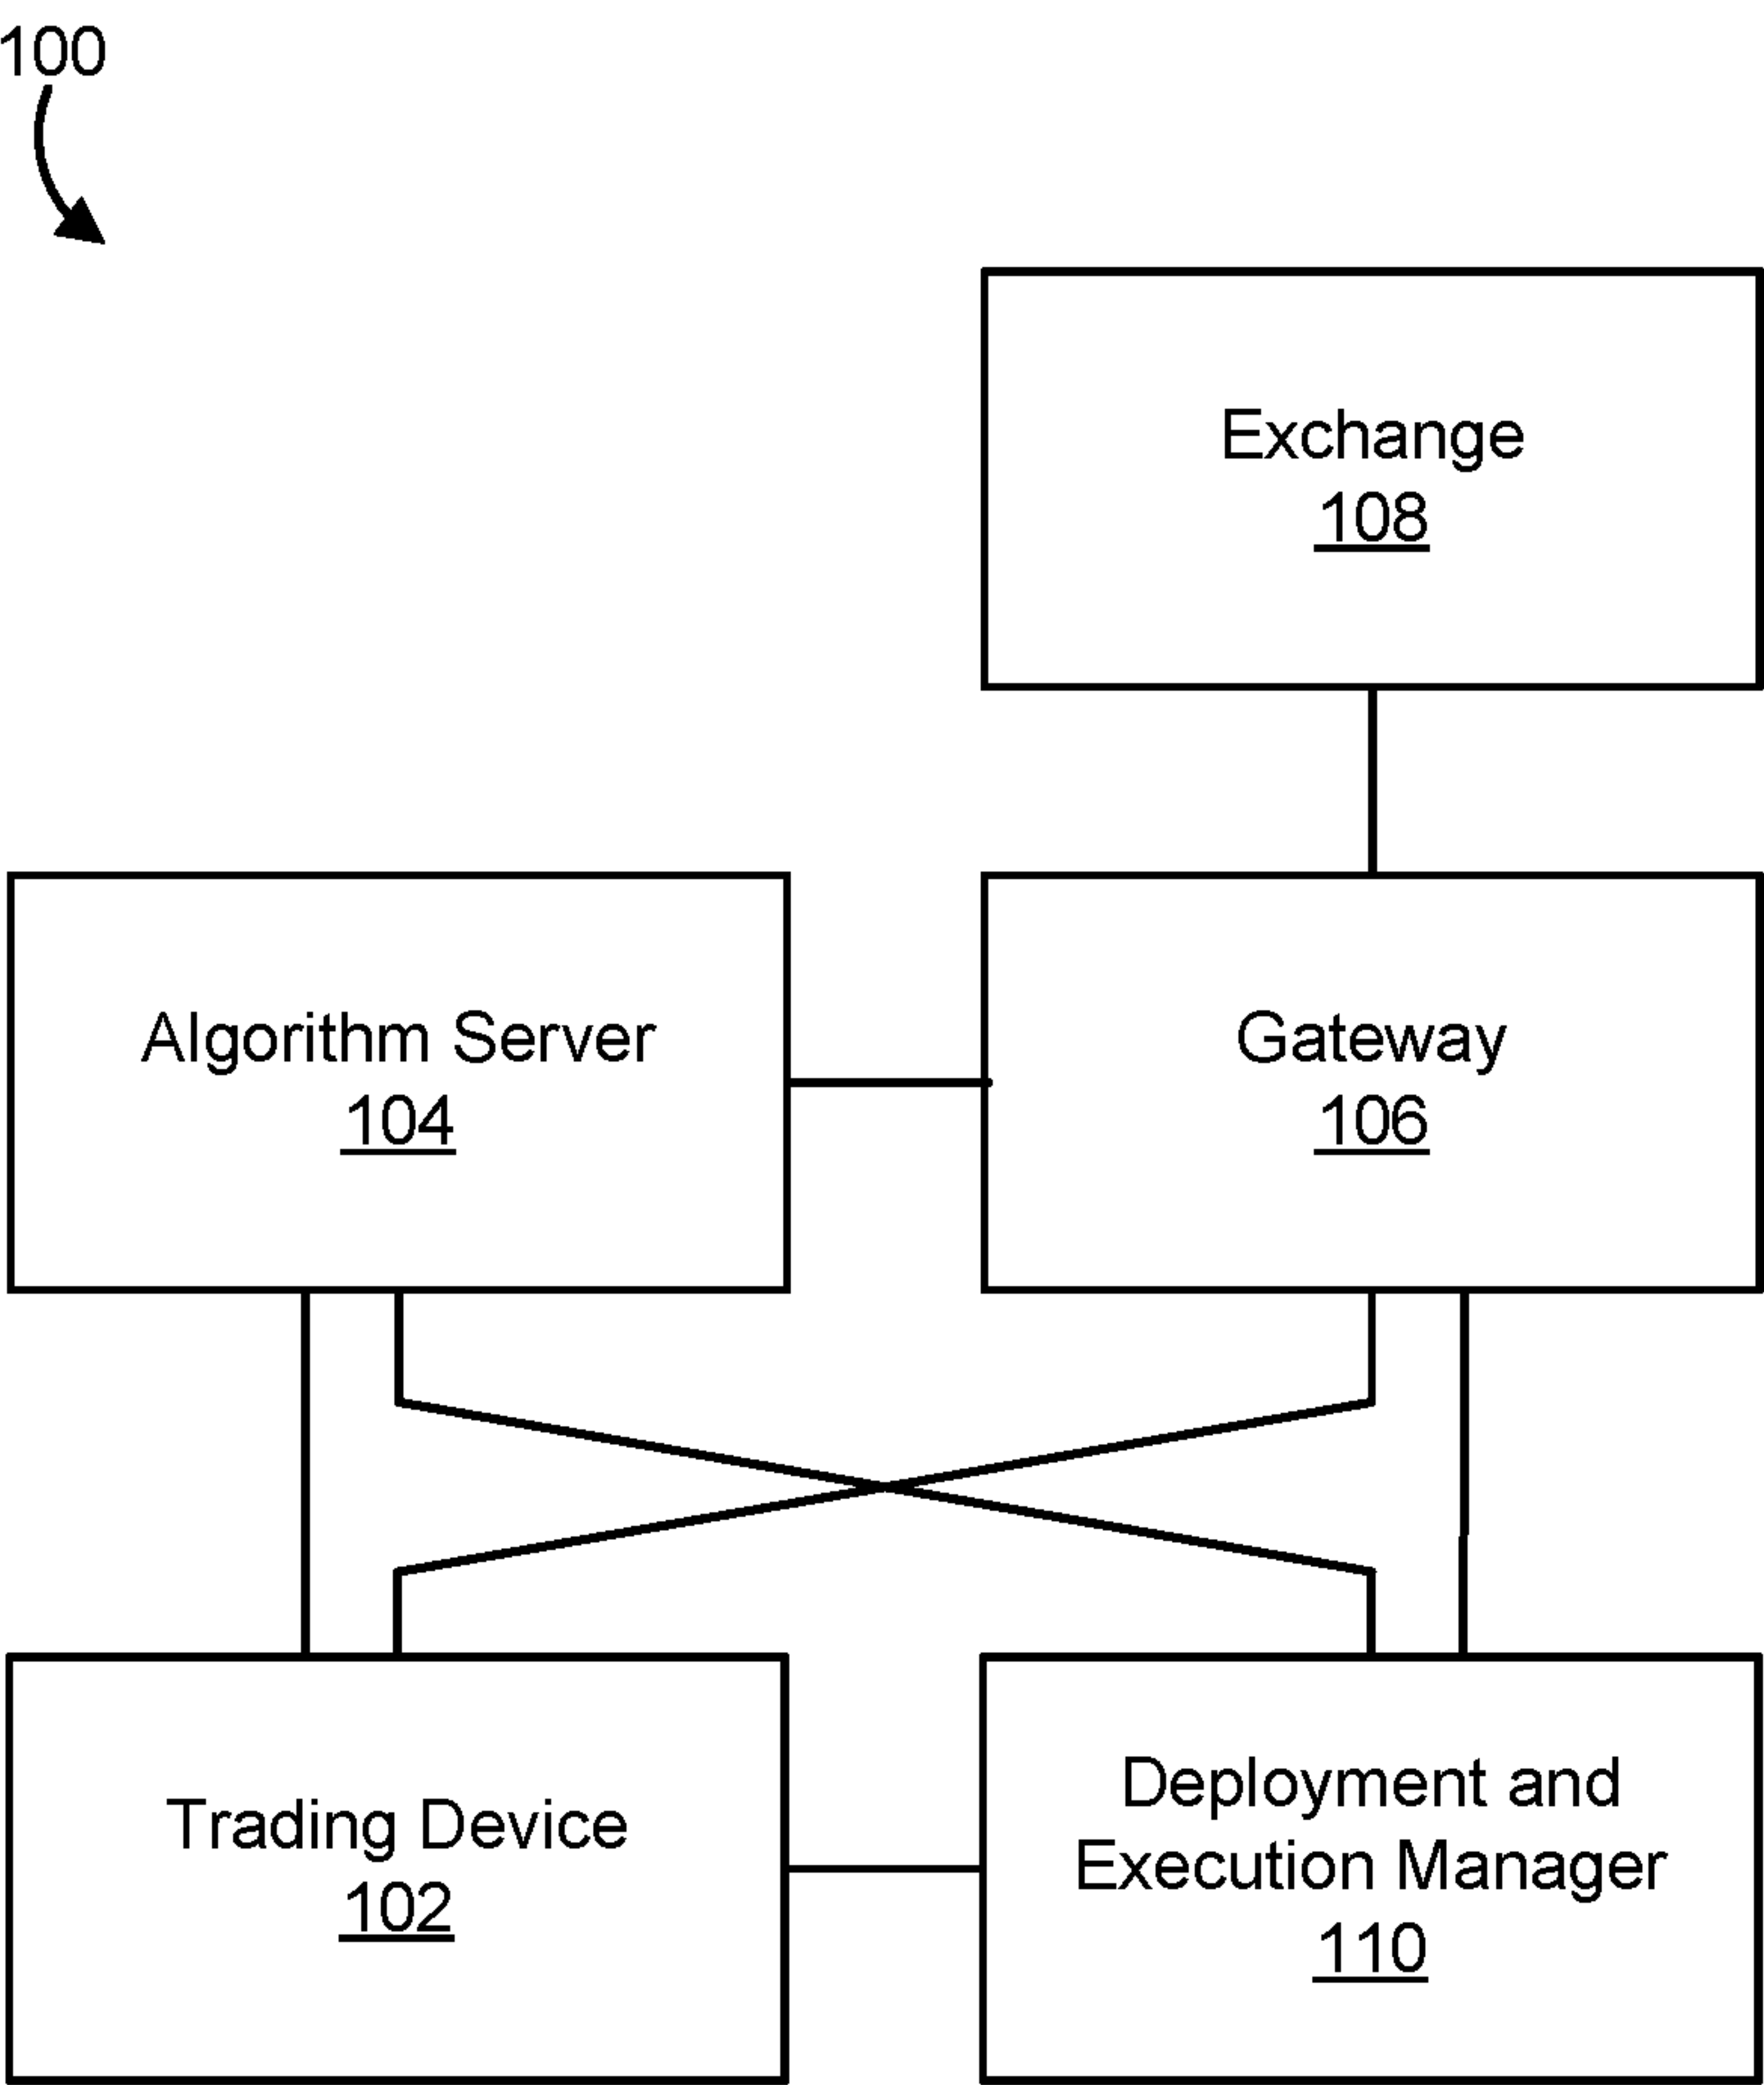 100
Exchange
108
Algorithm Server
104
Gateway
106
Trading Device
102
Deployment and
Execution Manager
110